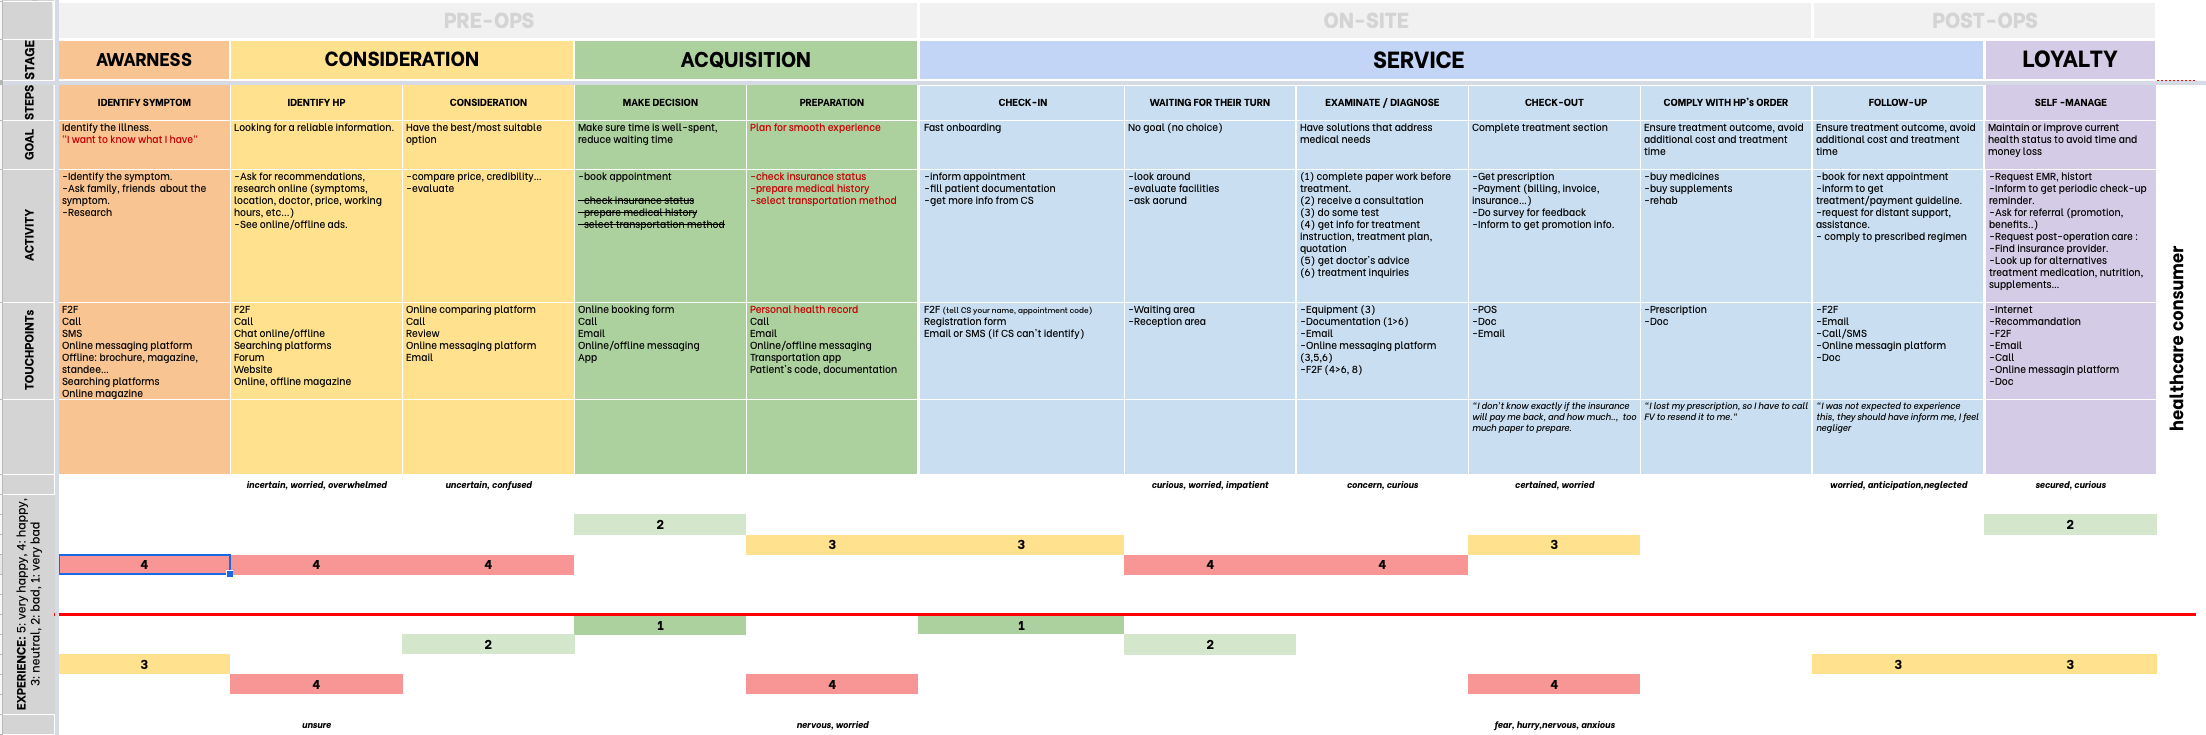 PRE-OPS
ON-SITE
POST-OPS
STAGE
AWARNESS
CONSIDERATION
ACQUISITION
SERVICE
LOYALTY
STEPS
IDENTIFY SYMPTOM
IDENTIFY HP
CONSIDERATION
MAKE DECISION
PREPARATION
CHECK-IN
WAITING FOR THEIR TURN
EXAMINATE / DIAGNOSE
CHECK-OUT
COMPLY WITH HP's ORDER
FOLLOW-UP
SELF -MANAGE
GOAL
Identify the illness.
"I want to know what I have"
Looking for a reliable information.
Have the best/most suitable
option
Make sure time is well-spent,
reduce waiting time
Plan for smooth experience
Fast onboarding
No goal (no choice)
Have solutions that address
medical needs
Complete treatment section
Ensure treatment outcome, avoid
additional cost and treatment
time
Ensure treatment outcome, avoid
additional cost and treatment
time
Maintain or improve current
health status to avoid time and
money loss
ACTIVITY
-Identify the symptom.
-Ask family, friends about the
symptom.
-Research
-Ask for recommendations,
research online (symptoms,
location, doctor, price, working
hours, etc...)
-See online/offline ads.
-compare price, credibility...
-evaluate
-book appointment
-check insurance status
-prepare medical history
-select transportation method
-check insurance status
-prepare medical history
-select transportation method
-inform appointment
-fill patient documentation
-get more info from CS
-look around
-evaluate facilities
-ask aorund
(1) complete paper work before
treatment.
(2) receive a consultation
(3) do some test
(4) get info for treatment
instruction, treatment plan,
quotation
(5) get doctor's advice
(6) treatment inquiries
-Get prescription
-Payment (billing, invoice,
insurance...)
-Do survey for feedback
-Inform to get promotion info.
-buy medicines
-buy supplements
-rehab
-book for next appointment
-inform to get
treatment/payment guideline.
-request for distant support,
assistance.
- comply to prescribed regimen
-Request EMR, histort
-Inform to get periodic check-up
reminder.
-Ask for referral (promotion,
benefits..)
-Request post-operation care :
-Find insurance provider.
-Look up for alternatives
treatment medication, nutrition,
supplements...
healthcare consumer
TOUCHPOINTs
F2F
Call
SMS
Online messaging platform
Offline: brochure, magazine,
standee...
Searching platforms
Online magazine
F2F
Call
Chat online/offline
Searching platforms
Forum
Website
Online, offline magazine
Online comparing platform
Call
Review
Online messaging platform
Email
Online booking form
Call
Email
Online/offline messaging
App
Personal health record
Call
Email
Online/offline messaging
Transportation app
Patient's code, documentation
F2F (tell CS your name, appointment code)
Registration form
Email or SMS (if CS can't identify)
-Waiting area
-Reception area
-Equipment (3)
-Documentation (1>6)
-Email
-Online messaging platform
(3,5,6)
-F2F (4>6, 8)
-POS
-Doc
-Email
-Prescription
-Doc
-F2F
-Email
-Call/SMS
-Online messagin platform
-Doc
-Internet
-Recommandation
-F2F
-Email
-Call
-Online messagin platform
-Doc
"I don't know exactly if the insurance
will pay me back, and how much.., too
much paper to prepare.
"I lost my prescription, so I have to call
FV to resend it to me."
"I was not expected to experience
this, they should have inform me, I feel
negliger
EXPERIENCE: 5: very happy, 4: happy,
3: neutral, 2: bad, 1: very bad
incertain, worried, overwhelmed
uncertain, confused
curious, worried, impatient
concern, curious
certained, worried
worried, anticipation,neglected
secured, curious
2
2
3
3
3
4
4
4
4
4
1
1
2
2
3
3
3
4
4
4
unsure
nervous, worried
fear, hurry,nervous, anxious